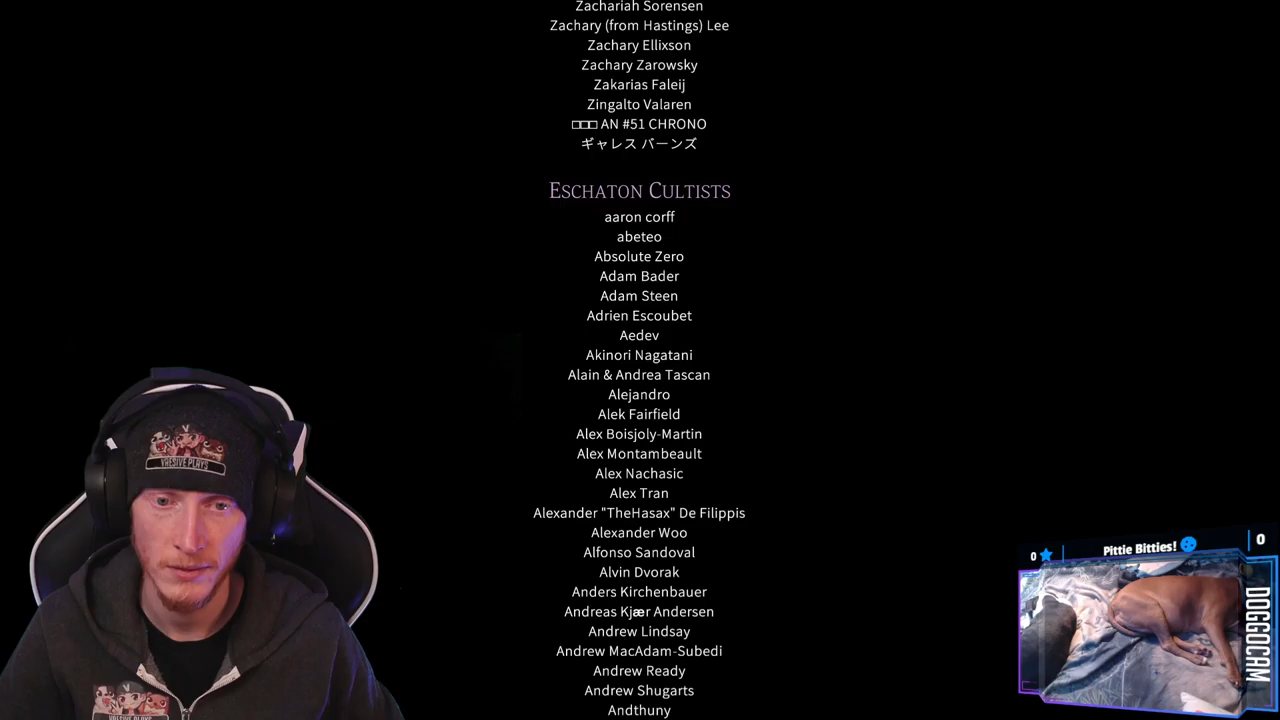 Zachariah Sorensen
Zachary (from Hastings) Lee
Zachary Ellixson
Zachary Zarowsky
Zakarias Faleij
Zingalto Valaren
□□□ AN #51 CHRONO
ギャレス バーンズ
ESCHATON CULTISTS
aaron corff
abeteo
Absolute Zero
Adam Bader
Adam Steen
Adrien Escoubet
Aedev
Akinori Nagatani
Alain & Andrea Tascan
Alejandro
Alek Fairfield
Alex Boisjoly-Martin
Alex Montambeault
Alex Nachasic
Alex Tran
Alexander "TheHasax" De Filippis
Alexander Woo
Alfonso Sandoval
Alvin Dvorak
Anders Kirchenbauer
Andreas Kjær Andersen
Andrew Lindsay
Andrew MacAdam-Subedi
Andrew Ready
Andrew Shugarts
Andthuny
VRESIVE PLAYS
0
Pittie Bitties!
0
DOGGOCAM